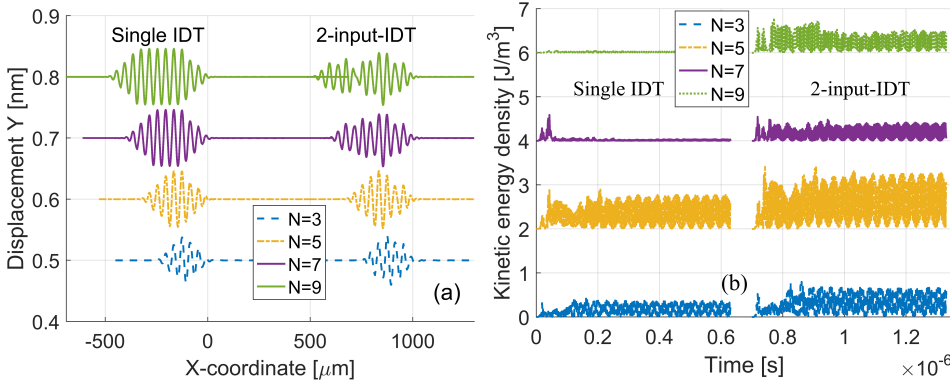 0.9
0.8
0.7
0.6
0.5
0.4
Displacement Y [nm]
Single IDT
2-input-IDT
N=3
N=5
N=7
N=9
(a)
-500
0
500
1000
X-coordinate [μm]
7
6
5
4
3
2
1
0
Kinetic energy density [J/m³]
N=3
N=5
N=7
N=9
Single IDT
2-input-IDT
(b)
0
0.2
0.4
0.6
0.8
1
1.2
Time [s]
×10⁻⁶